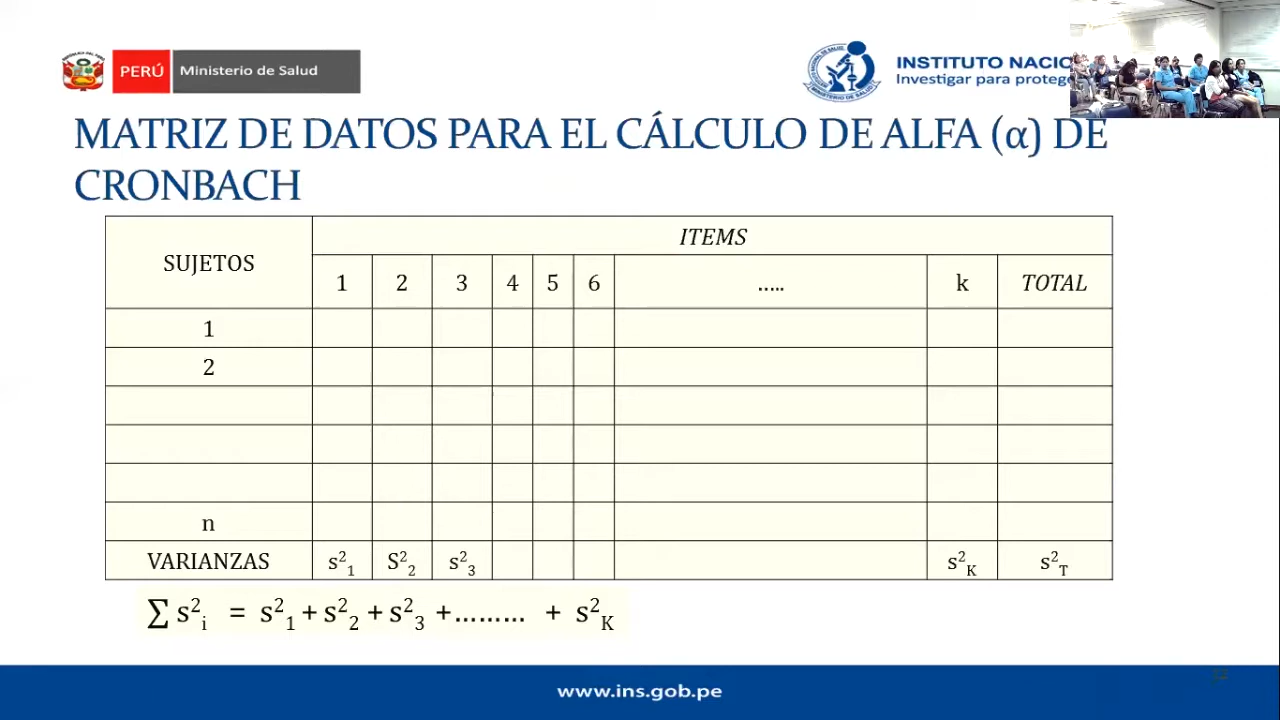 PERÚ Ministerio de Salud
INSTITUTO NACIO
Investigar para proteg
MATRIZ DE DATOS PARA EL CÁLCULO DE ALFA (α) DE
CRONBACH
SUJETOS ITEMS
1 2 3 4 5 6 ..... k TOTAL
1
2
n
VARIANZAS s²₁ S²₂ s²₃ s²K s²T
∑ s²i = s²₁ + s²₂ + s²₃ +......... + s²K
www.ins.gob.pe